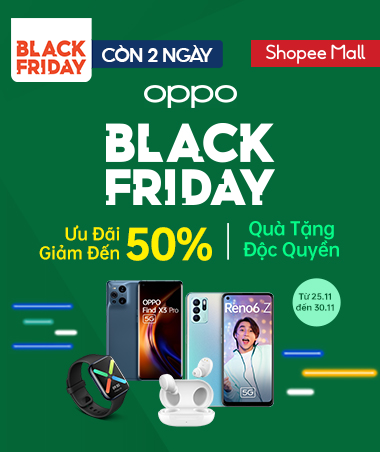 BLACK
FRIDAY
CÒN 2 NGÀY
Shopee Mall
oppo
BLACK
FRIDAY
Ưu Đãi
Giảm Đến
50%
Quà Tặng
Độc Quyền
Từ 25.11
đến 30.11
OPPO
Find X3 Pro
5G
Reno6 Z
5G